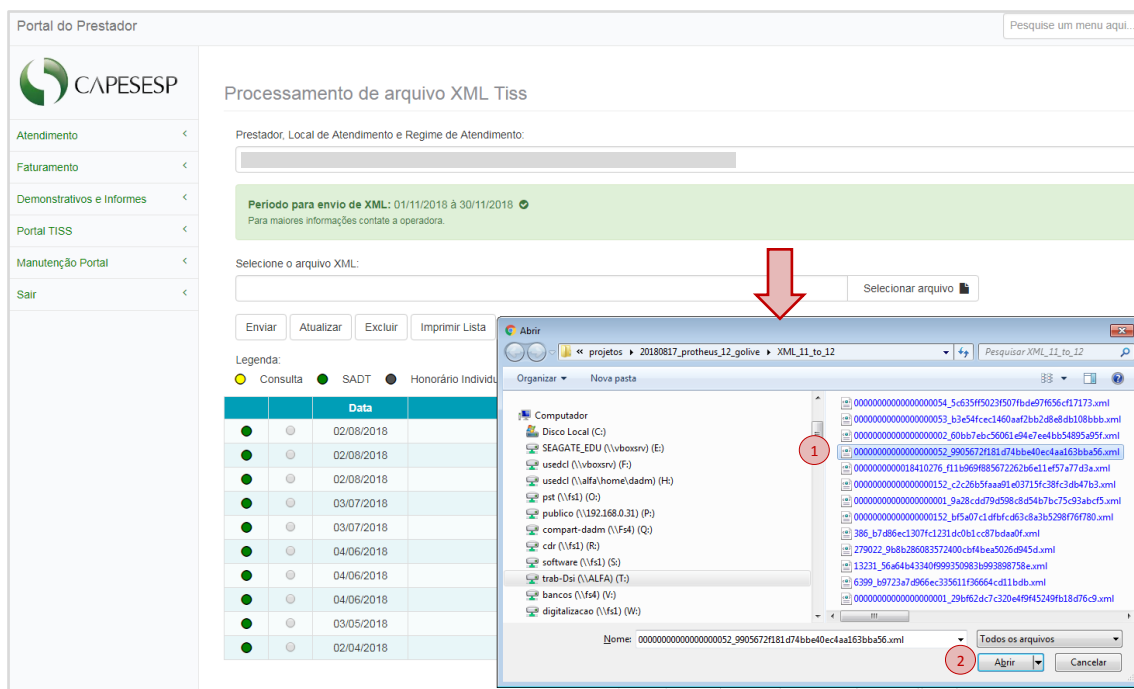 Portal do Prestador
Pesquise um menu aqui...
CAPESESP
Atendimento
Faturamento
Demonstrativos e Informes
Portal TISS
Manutenção Portal
Sair
Processamento de arquivo XML Tiss
Prestador, Local de Atendimento e Regime de Atendimento:
Período para envio de XML: 01/11/2018 à 30/11/2018
Para maiores informações contate a operadora.
Selecione o arquivo XML:
Selecionar arquivo
Enviar Atualizar Excluir Imprimir Lista
Legenda:
Consulta SADT Honorário Individu
Data
02/08/2018
02/08/2018
02/08/2018
03/07/2018
03/07/2018
04/06/2018
04/06/2018
04/06/2018
03/05/2018
02/04/2018
Abrir
« projetos 20180817_protheus_12_golive XML_11_to_12
Pesquisar XML_11_to_12
Organizar Nova pasta
Computador
Disco Local (C:)
SEAGATE_EDU (\\vboxsrv) (E:)
usedcl (\\vboxsrv) (F:)
usedcl (\\alfa\home\dadm) (H:)
pst (\\fs1) (O:)
publico (\\192.168.0.31) (P:)
compart-dadm (\\Fs4) (Q:)
cdr (\\fs1) (R:)
software (\\fs1) (S:)
trab-Dsi (\\ALFA) (T:)
bancos (\\fs4) (V:)
digitalizacao (\\fs1) (W:)
00000000000000000054_5c635ff5023f507fbde97f656cf17173.xml
00000000000000000053_b3e54fcec1460aaf2bb2d8e8db108bbb.xml
00000000000000000002_60bb7ebc56061e94e7ee4bb54895a95f.xml
1
00000000000000000052_9905672f181d74bbe40ec4aa163bba56.xml
00000000000018410276_f11b969f885672262b6e11ef57a77d3a.xml
00000000000000000152_c2c26b5faaa91e03715fc38fc3db47b3.xml
00000000000000000001_9a28cdd79d598c8d54b7bc75c93abcf5.xml
00000000000000000152_bf5a07c1dfbfcd63c8a3b5298f76f780.xml
386_b7d86ec1307fc1231dc0b1cc87bdaa0f.xml
279022_9b8b286083572400cbf4bea5026d945d.xml
13231_56a64b43340f999350983b993898758e.xml
6399_b9723a7d966ec335611f36664cd11bdb.xml
00000000000000000001_29bf62dc7c320e4f9f45249fb18d76c9.xml
Nome: 00000000000000000052_9905672f181d74bbe40ec4aa163bba56.xml
Todos os arquivos
2
Abrir Cancelar